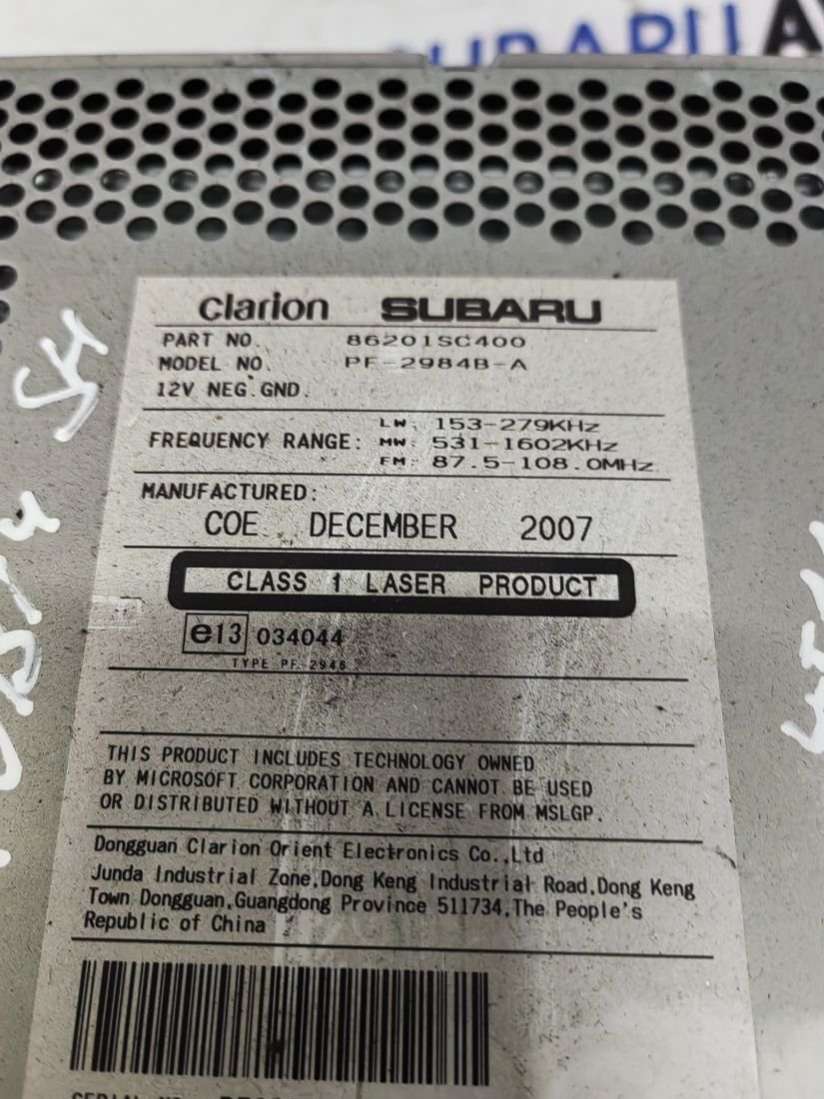 SUBARU
clarion SUBARU
PART NO. 86201SC400
MODEL NO. PF-2984B-A
12V NEG.GND.
FREQUENCY RANGE: LW: 153-279KHz
MW: 531-1602KHz
FM: 87.5-108.0MHz
MANUFACTURED:
COE DECEMBER 2007
CLASS 1 LASER PRODUCT
e13 034044
TYPE PF-2948
THIS PRODUCT INCLUDES TECHNOLOGY OWNED
BY MICROSOFT CORPORATION AND CANNOT BE USED
OR DISTRIBUTED WITHOUT A LICENSE FROM MSLGP.
Dongguan Clarion Orient Electronics Co.,Ltd
Junda Industrial Zone,Dong Keng Industrial Road,Dong Keng
Town Dongguan,Guangdong Province 511734,The People's
Republic of China
SH